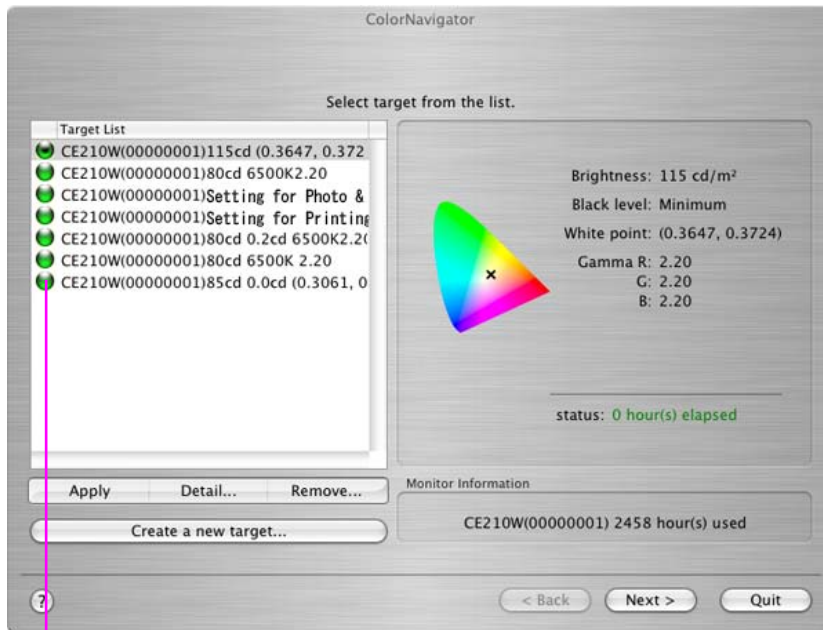 ColorNavigator
Select target from the list.
Target List
CE210W(00000001)115cd (0.3647, 0.372
CE210W(00000001)80cd 6500K2.20
CE210W(00000001)Setting for Photo &
CE210W(00000001)Setting for Printing
CE210W(00000001)80cd 0.2cd 6500K2.2(
CE210W(00000001)80cd 6500K 2.20
CE210W(00000001)85cd 0.0cd (0.3061, 0
Apply Detail... Remove...
Create a new target...
Brightness: 115 cd/m²
Black level: Minimum
White point: (0.3647, 0.3724)
Gamma R: 2.20
G: 2.20
B: 2.20
status: 0 hour(s) elapsed
Monitor Information
CE210W(00000001) 2458 hour(s) used
? < Back Next > Quit